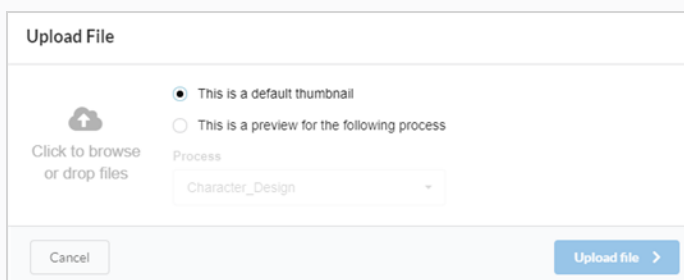 Upload File
This is a default thumbnail
This is a preview for the following process
Click to browse
or drop files
Process
Character_Design
Cancel
Upload file